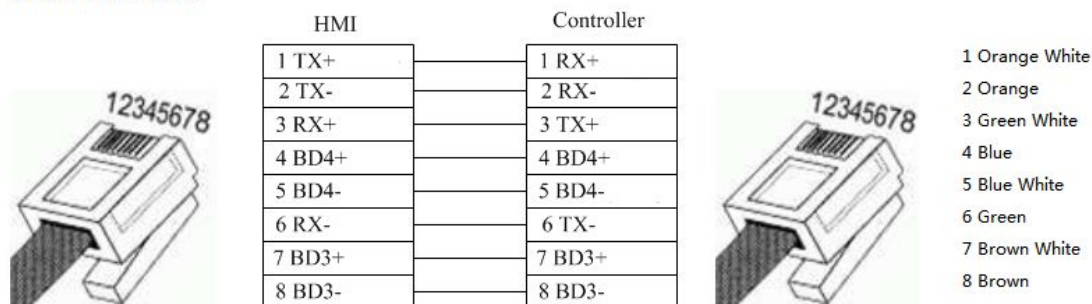 HMI Controller
1 TX+ 1 RX+
2 TX- 2 RX-
3 RX+ 3 TX+
4 BD4+ 4 BD4+
5 BD4- 5 BD4-
6 RX- 6 TX-
7 BD3+ 7 BD3+
8 BD3- 8 BD3-
12345678
12345678
1 Orange White
2 Orange
3 Green White
4 Blue
5 Blue White
6 Green
7 Brown White
8 Brown